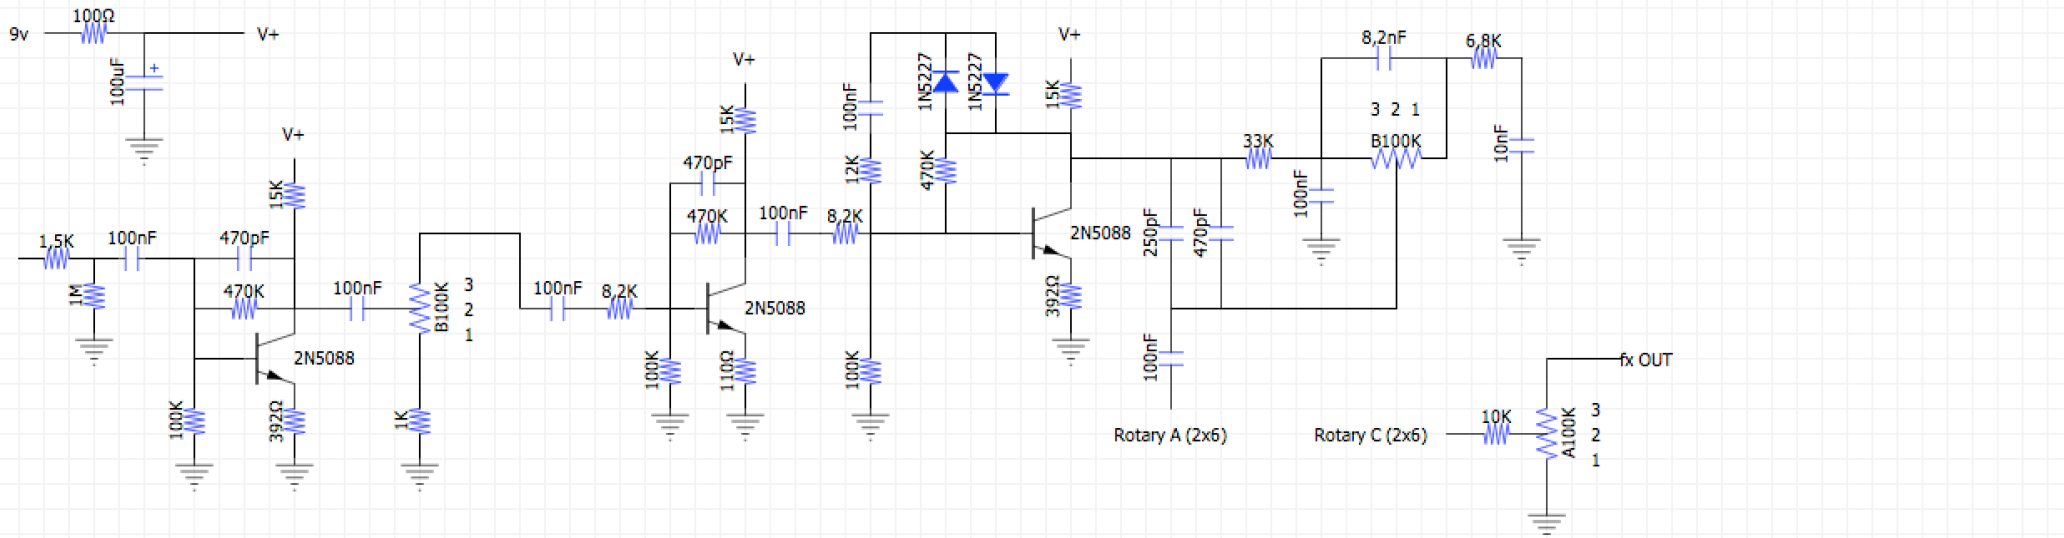 100Ω
9v
V+
100uF
+
V+
15K
1,5K
100nF
470pF
1M
470K
100nF
2N5088
100K
392Ω
B100K
3
2
1
1K
100nF
8,2K
V+
15K
470pF
470K
100nF
8,2K
2N5088
100K
110Ω
100nF
12K
100K
1N5227
1N5227
470K
V+
15K
2N5088
392Ω
250pF
470pF
100nF
Rotary A (2x6)
33K
100nF
8,2nF
3 2 1
B100K
6,8K
10nF
Rotary C (2x6)
10K
A100K
3
2
1
fx OUT